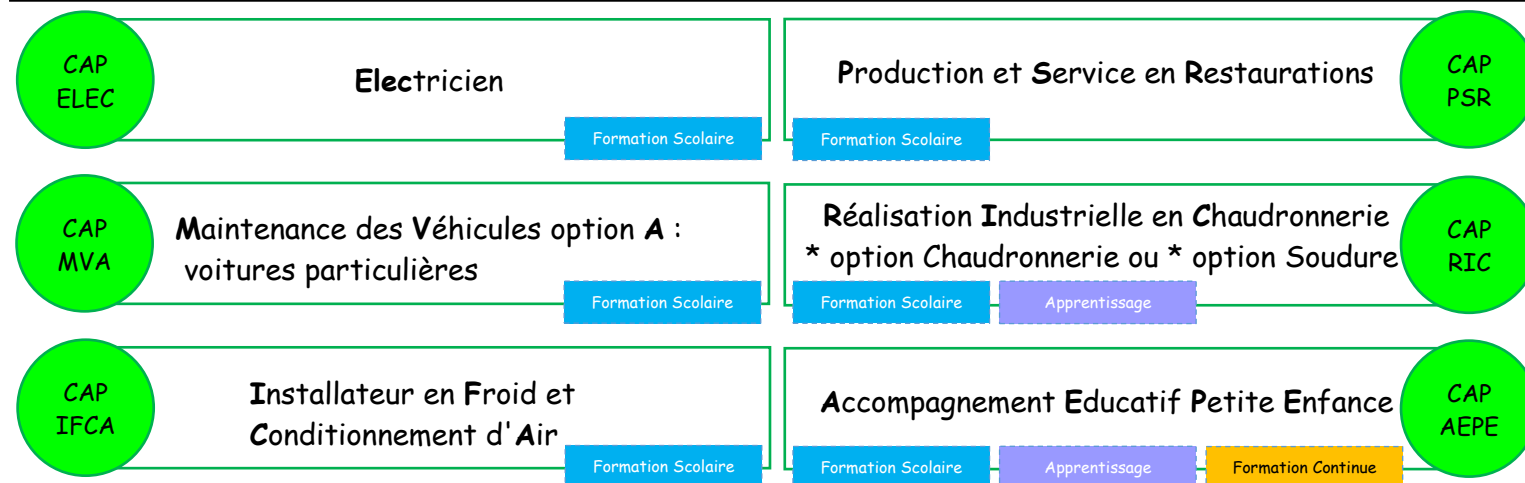 CAP
ELEC
Electricien
Formation Scolaire
Production et Service en Restaurations
Formation Scolaire
CAP
PSR
CAP
MVA
Maintenance des Véhicules option A :
voitures particulières
Formation Scolaire
Réalisation Industrielle en Chaudronnerie
* option Chaudronnerie ou * option Soudure
Formation Scolaire
Apprentissage
CAP
RIC
CAP
IFCA
Installateur en Froid et
Conditionnement d'Air
Formation Scolaire
Accompagnement Educatif Petite Enfance
Formation Scolaire
Apprentissage
Formation Continue
CAP
AEPE